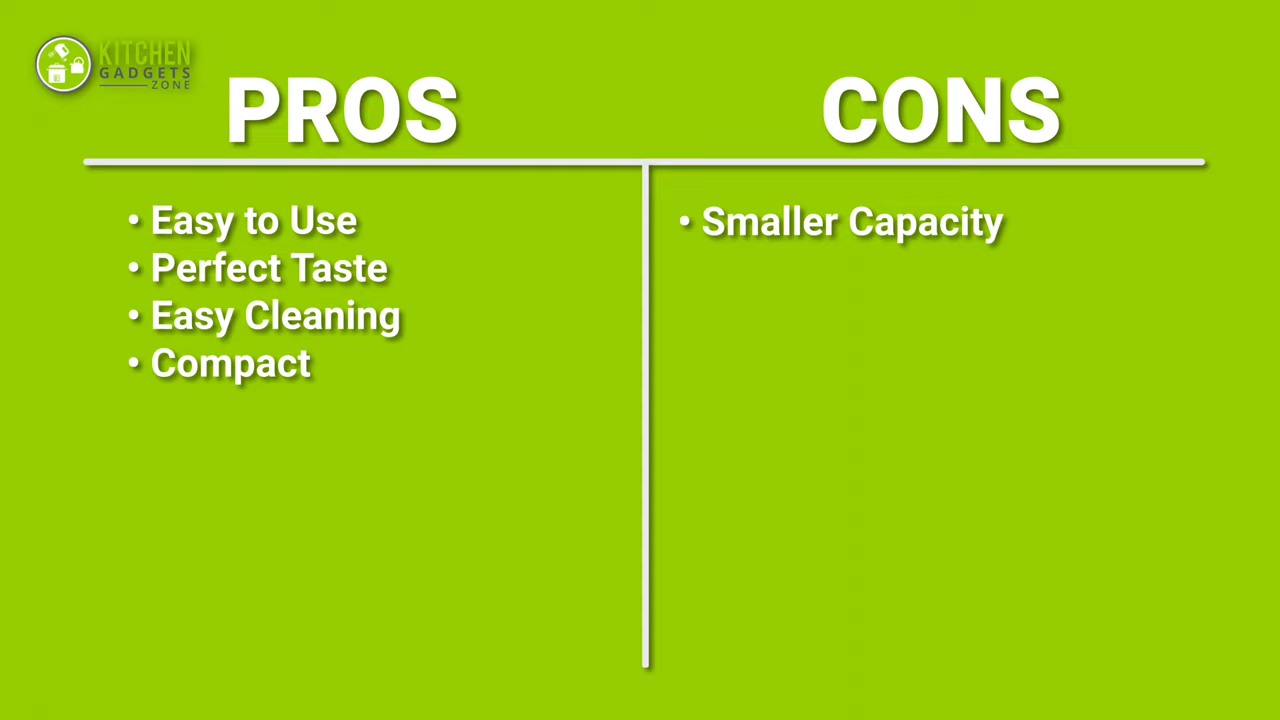 KITCHEN
GADGETS
ZONE
PROS
CONS
• Easy to Use
• Perfect Taste
• Easy Cleaning
• Compact
• Smaller Capacity